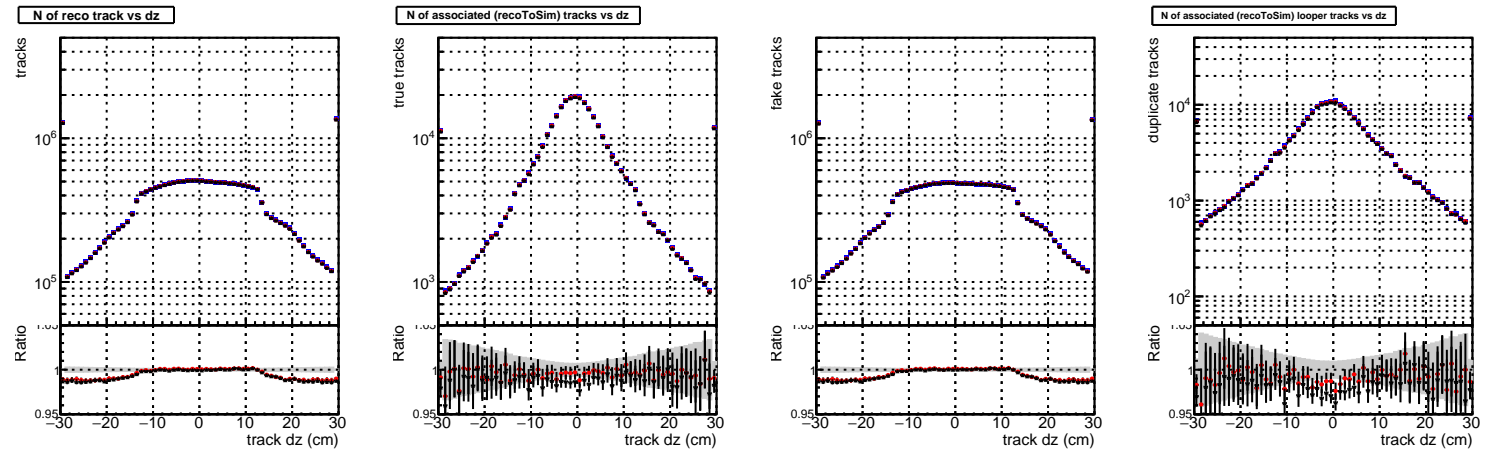 N of reco track vs dz
tracks
10^6
10^5
Ratio
1
0.95
−30 −20 −10 0 10 20 30
track dz (cm)
N of associated (recoToSim) tracks vs dz
true tracks
10^4
10^3
Ratio
1
0.95
−30 −20 −10 0 10 20 30
track dz (cm)
fake tracks
10^6
10^5
Ratio
1
0.95
−30 −20 −10 0 10 20 30
track dz (cm)
N of associated (recoToSim) looper tracks vs dz
duplicate tracks
10^4
10^3
10^2
Ratio
1
0.95
−30 −20 −10 0 10 20 30
track dz (cm)